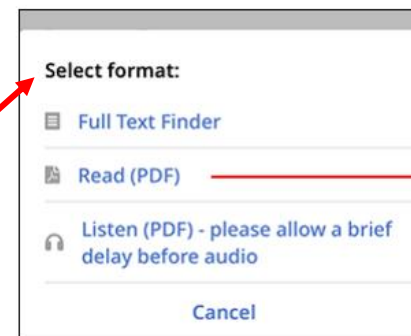 Select format:
Full Text Finder
Read (PDF)
Listen (PDF) - please allow a brief
delay before audio
Cancel